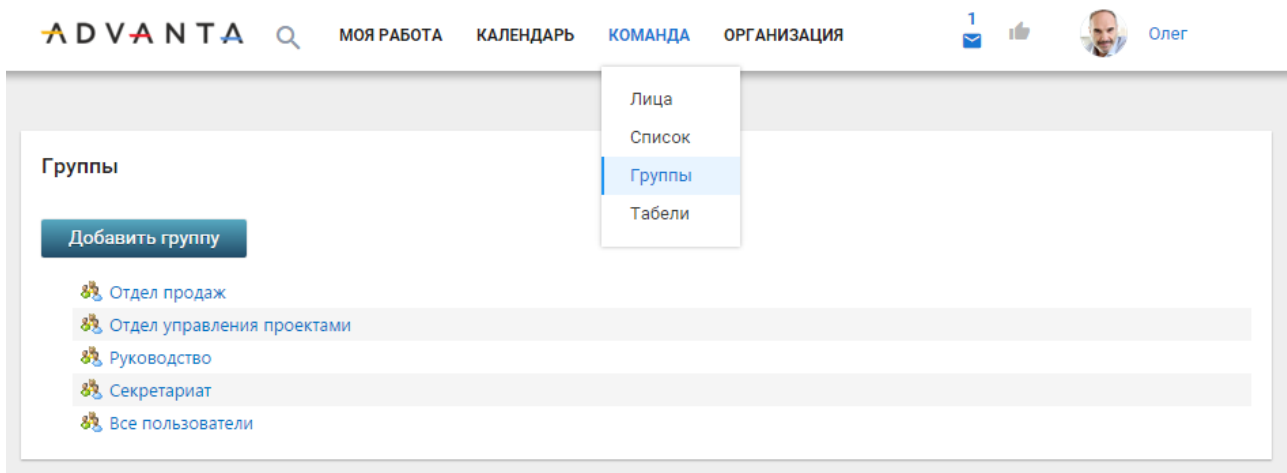 ADVANTA МОЯ РАБОТА КАЛЕНДАРЬ КОМАНДА ОРГАНИЗАЦИЯ 1 Олег
Лица
Список
Группы
Табели
Группы
Добавить группу
Отдел продаж
Отдел управления проектами
Руководство
Секретариат
Все пользователи